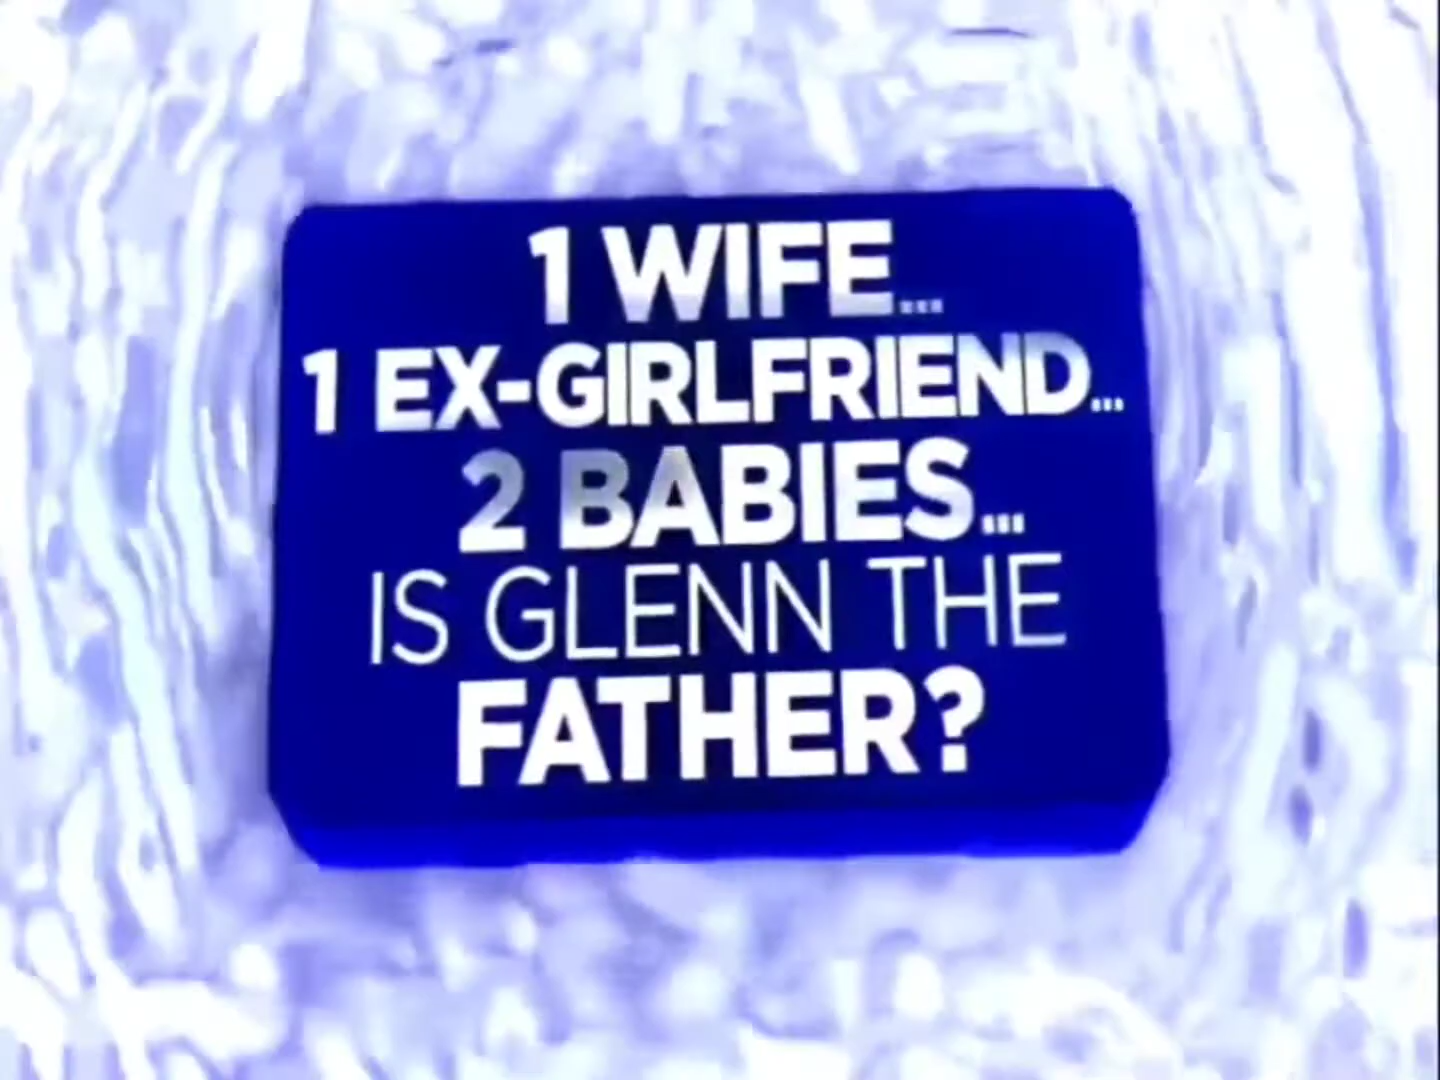 1 WIFE...
1 EX-GIRLFRIEND...
2 BABIES...
IS GLENN THE
FATHER?